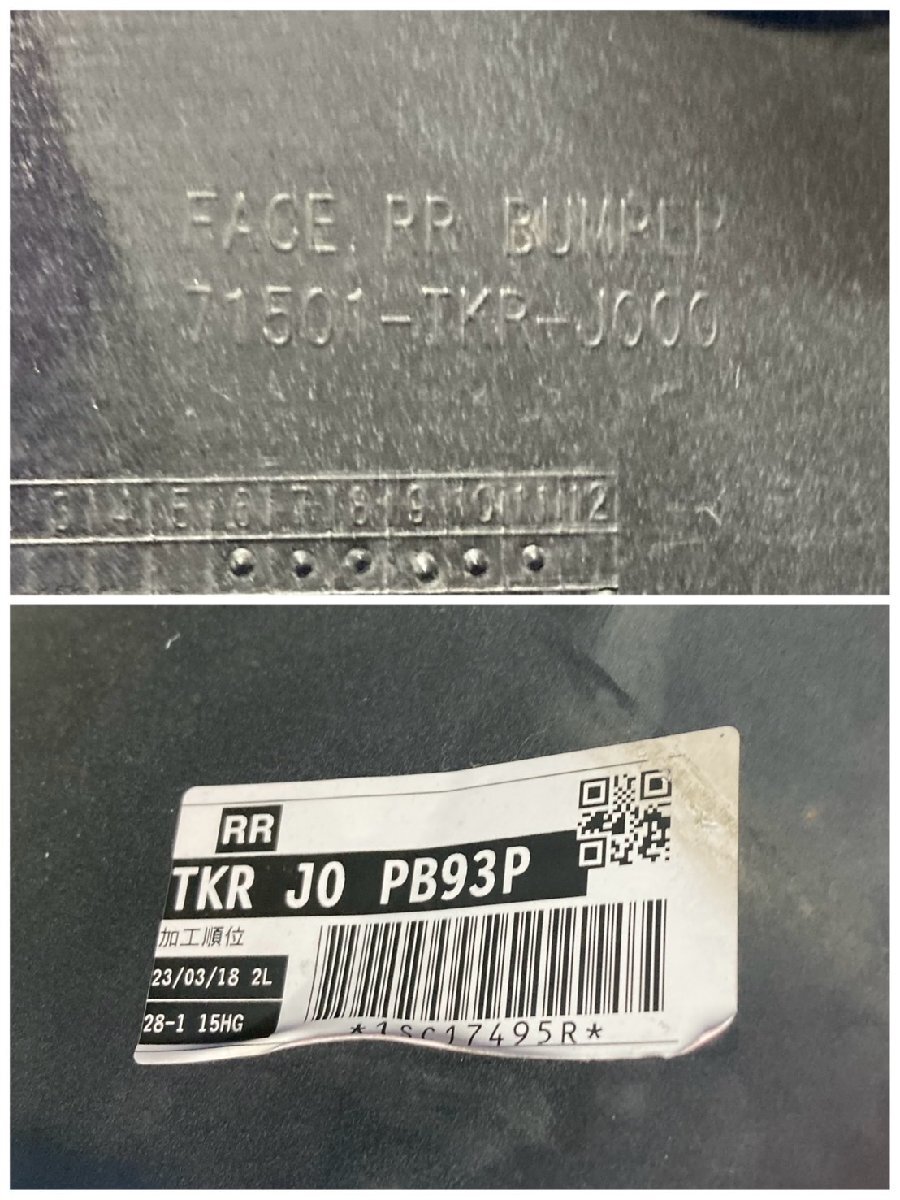 FACE RR BUMPER
71501-TKR-J000
3 4 5 6 7 8 9 10 11 12
RR
TKR J0 PB93P
加工順位
23/03/18 2L
28-1 15HG
*1SC17495R*